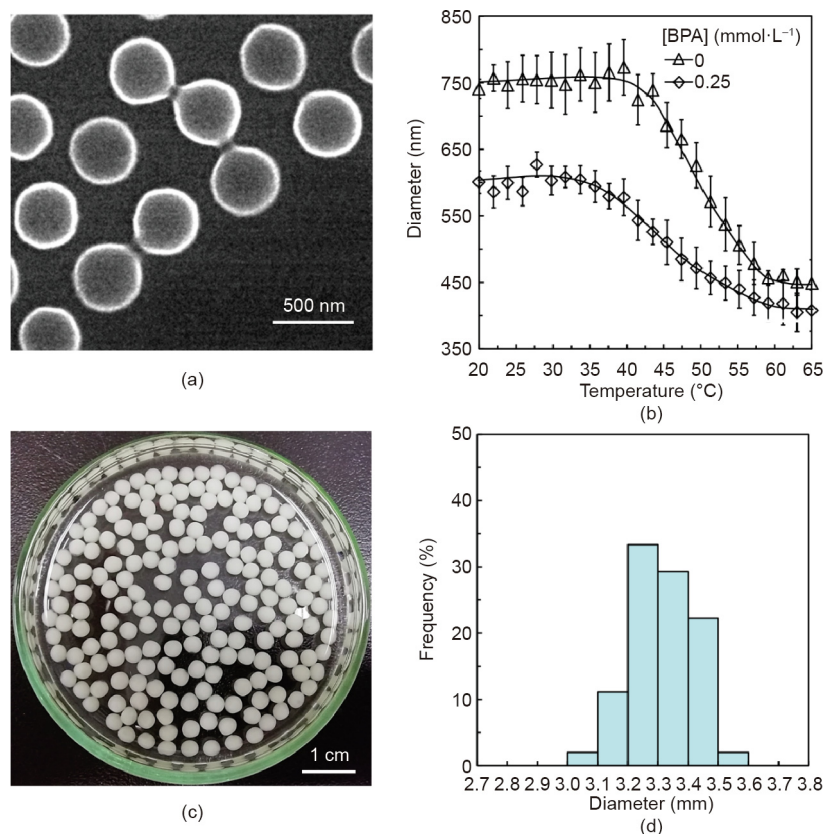 500 nm
(a)
850
750
650
550
450
350
Diameter (nm)
[BPA] (mmol·L⁻¹)
0
0.25
20 25 30 35 40 45 50 55 60 65
Temperature (°C)
(b)
1 cm
(c)
50
40
30
20
10
0
Frequency (%)
2.7 2.8 2.9 3.0 3.1 3.2 3.3 3.4 3.5 3.6 3.7 3.8
Diameter (mm)
(d)